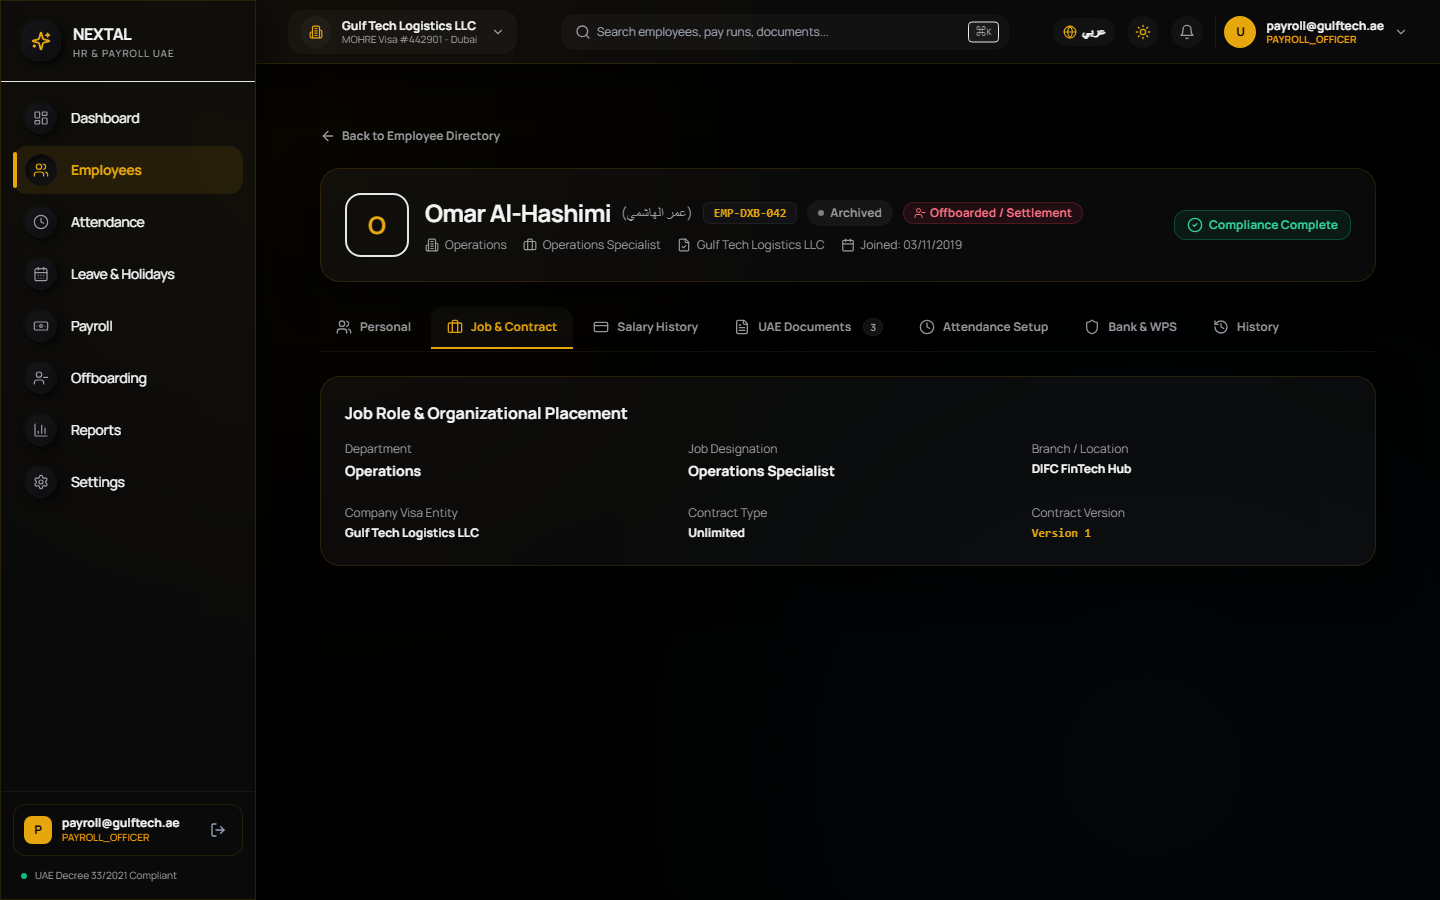 NEXTAL
HR & PAYROLL UAE
Dashboard
Employees
Attendance
Leave & Holidays
Payroll
Offboarding
Reports
Settings
P
payroll@gulftech.ae
PAYROLL_OFFICER
UAE Decree 33/2021 Compliant
Gulf Tech Logistics LLC
MOHRE Visa #442901 - Dubai
Search employees, pay runs, documents...
⌘K
عربي
U
payroll@gulftech.ae
PAYROLL_OFFICER
Back to Employee Directory
O
Omar Al-Hashimi (عمر الهاشمي) EMP-DXB-042 Archived Offboarded / Settlement
Operations Operations Specialist Gulf Tech Logistics LLC Joined: 03/11/2019
Compliance Complete
Personal Job & Contract Salary History UAE Documents 3 Attendance Setup Bank & WPS History
Job Role & Organizational Placement
Department Job Designation Branch / Location
Operations Operations Specialist DIFC FinTech Hub
Company Visa Entity Contract Type Contract Version
Gulf Tech Logistics LLC Unlimited Version 1